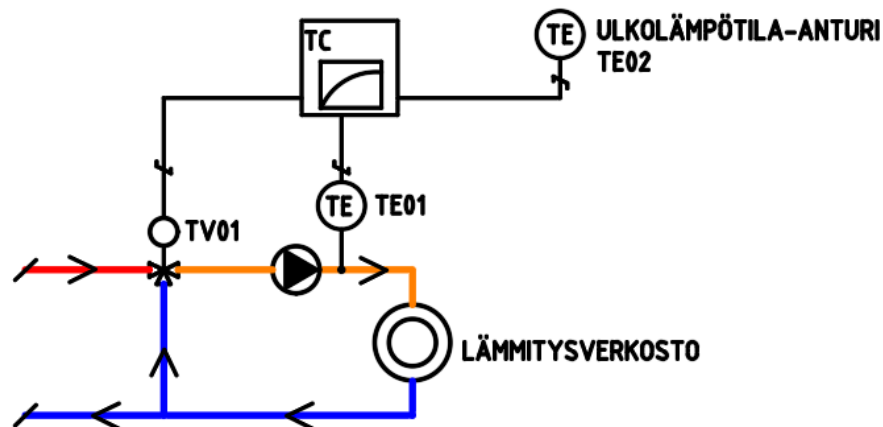 TC
TE
ULKOLÄMPÖTILA-ANTURI
TE02
TE
TE01
TV01
LÄMMITYSVERKOSTO